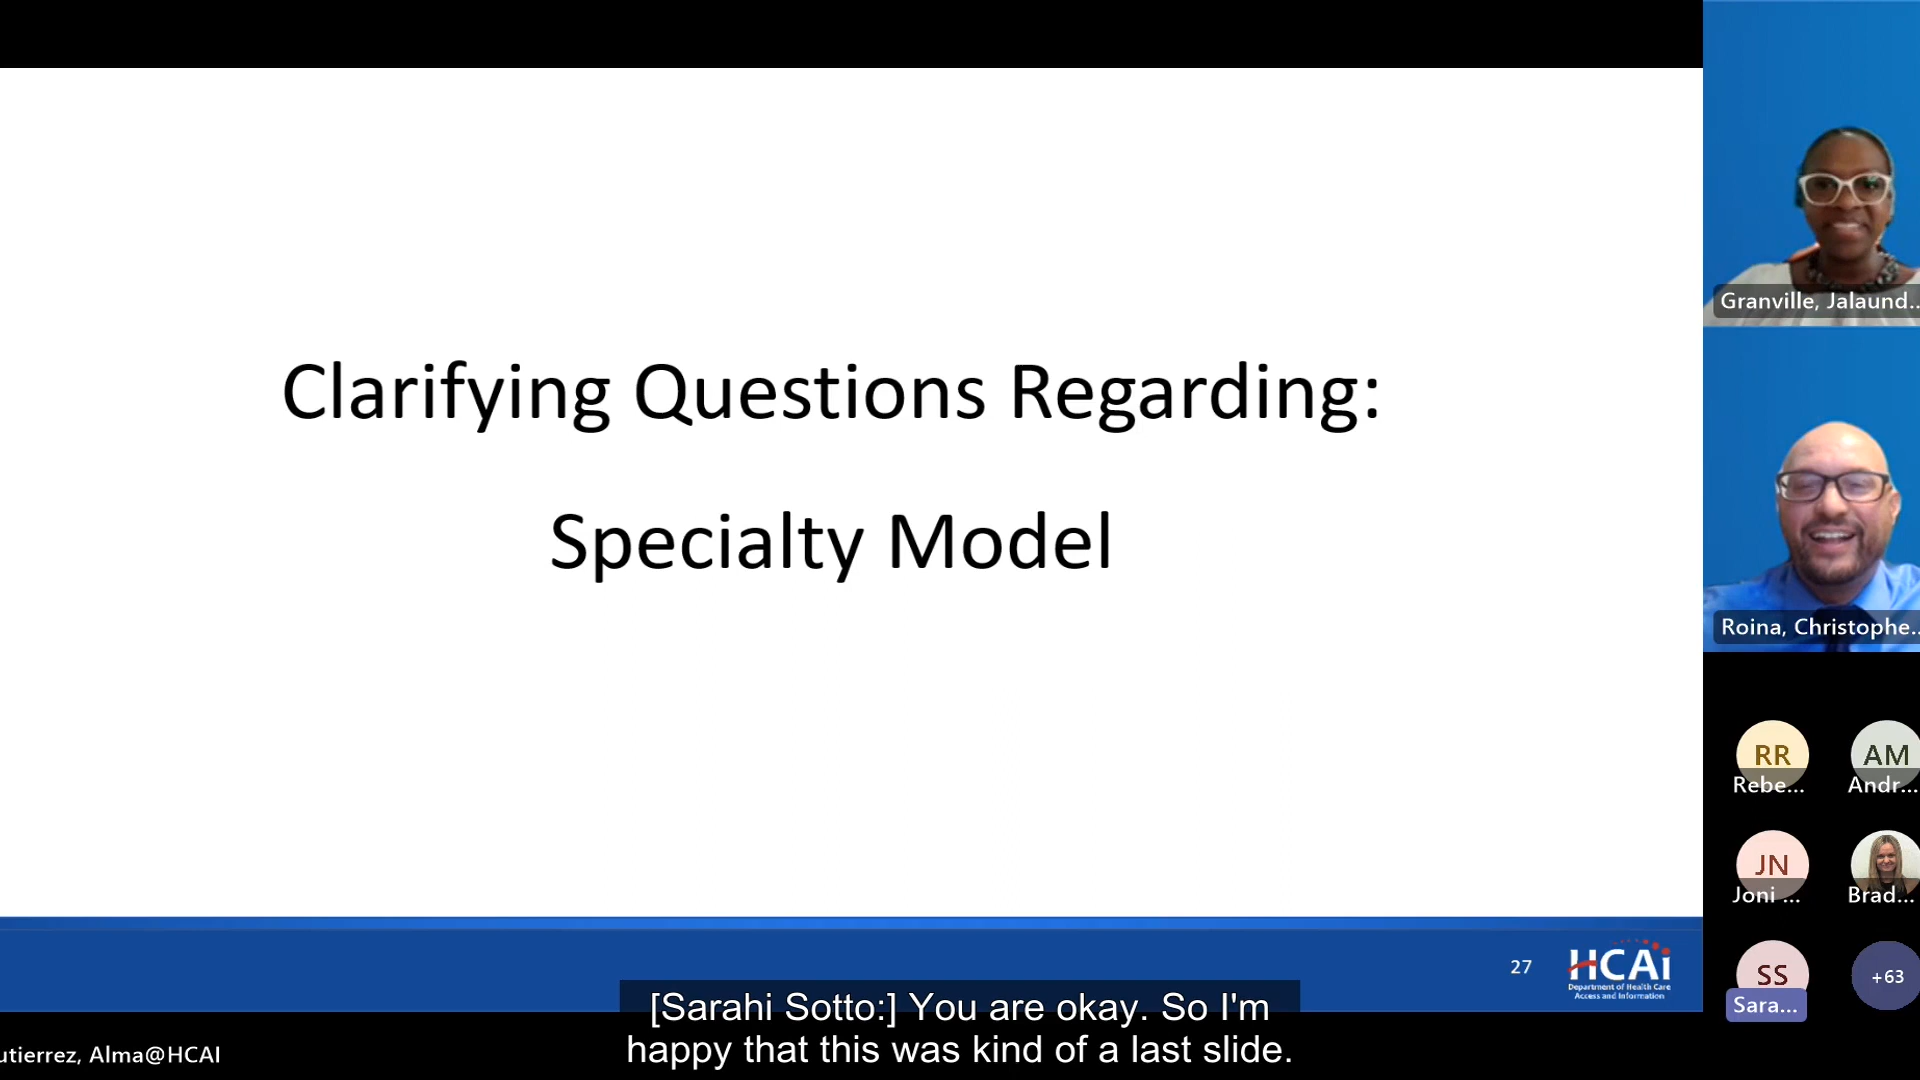 Clarifying Questions Regarding:
Specialty Model
27
HCAi
Department of Health Care
Access and Information
Granville, Jalaund...
Roina, Christophe...
RR
Rebe...
AM
Andr...
JN
Joni ...
Brad...
SS
Sara...
+63
[Sarahi Sotto:] You are okay. So I'm
happy that this was kind of a last slide.
utierrez, Alma@HCAI